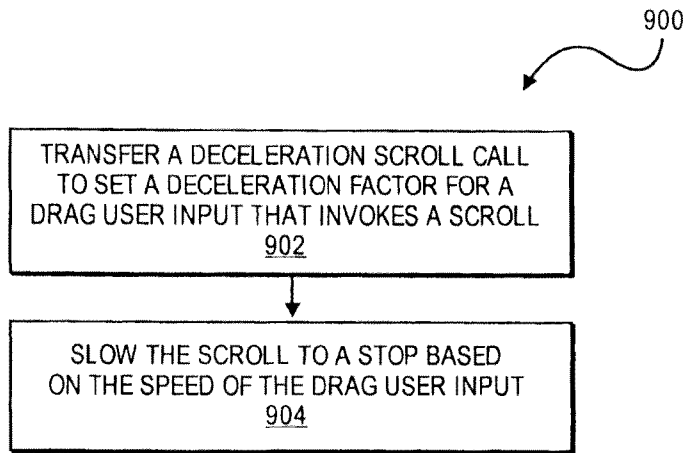 900
TRANSFER A DECELERATION SCROLL CALL
TO SET A DECELERATION FACTOR FOR A
DRAG USER INPUT THAT INVOKES A SCROLL
902
SLOW THE SCROLL TO A STOP BASED
ON THE SPEED OF THE DRAG USER INPUT
904